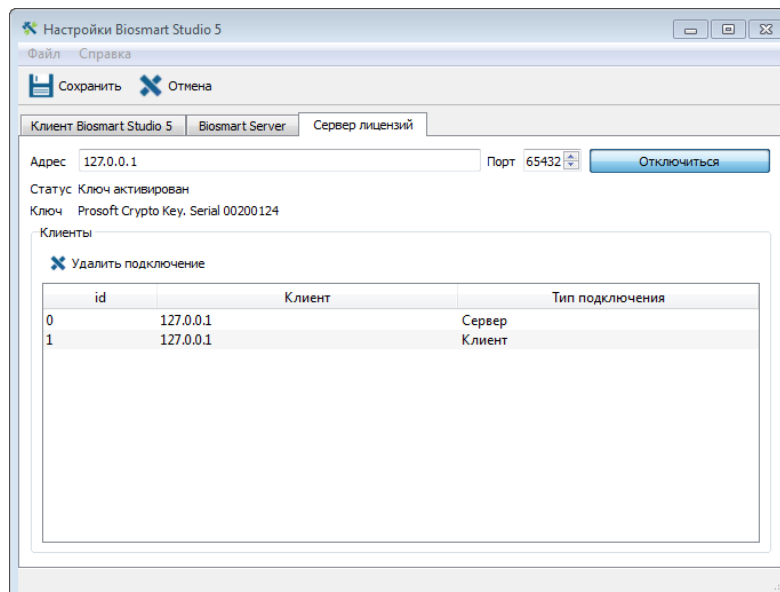 Настройки Biosmart Studio 5
Файл Справка
Сохранить Отмена
Клиент Biosmart Studio 5 Biosmart Server Сервер лицензий
Адрес 127.0.0.1 Порт 65432 Отключиться
Статус Ключ активирован
Ключ Prosoft Crypto Key. Serial 00200124
Клиенты
Удалить подключение
id Клиент Тип подключения
0 127.0.0.1 Сервер
1 127.0.0.1 Клиент